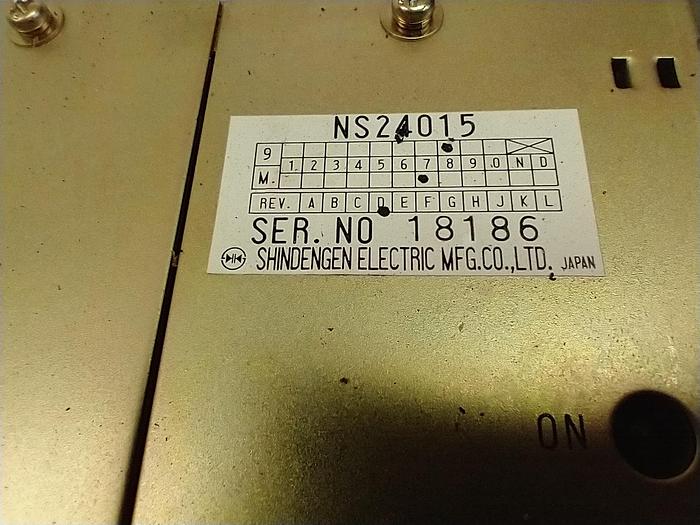 NS24015
9
1 2 3 4 5 6 7 8 9 0 N D
M.
REV. A B C D E F G H J K L
SER. NO 18186
SHINDENGEN ELECTRIC MFG.CO.,LTD. JAPAN
ON